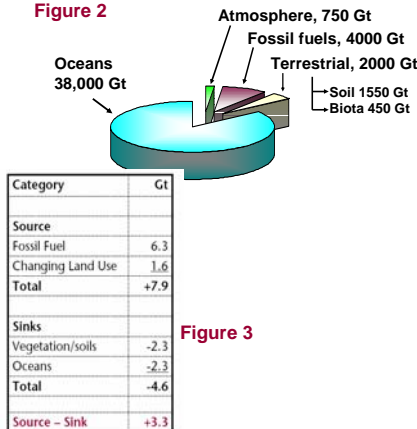 Figure 2
Atmosphere, 750 Gt
Fossil fuels, 4000 Gt
Oceans
38,000 Gt
Terrestrial, 2000 Gt
Soil 1550 Gt
Biota 450 Gt
Category Gt
Source
Fossil Fuel 6.3
Changing Land Use 1.6
Total +7.9
Sinks
Vegetation/soils -2.3
Oceans -2.3
Total -4.6
Source – Sink +3.3
Figure 3